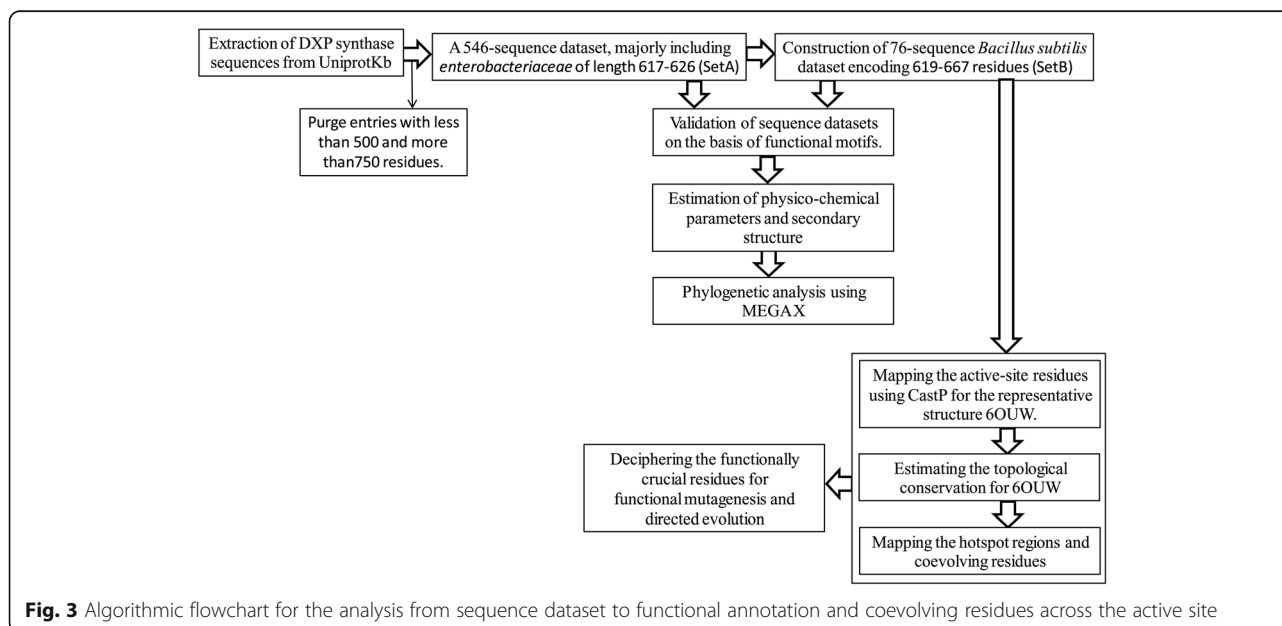 Extraction of DXP synthase
sequences from UniprotKb
A 546-sequence dataset, majorly including
enterobacteriaceae of length 617-626 (SetA)
Construction of 76-sequence Bacillus subtilis
dataset encoding 619-667 residues (SetB)
Purge entries with less
than 500 and more
than750 residues.
Validation of sequence datasets
on the basis of functional motifs.
Estimation of physico-chemical
parameters and secondary
structure
Phylogenetic analysis using
MEGAX
Mapping the active-site residues
using CastP for the representative
structure 6OUW.
Estimating the topological
conservation for 6OUW
Mapping the hotspot regions and
coevolving residues
Deciphering the functionally
crucial residues for
functional mutagenesis and
directed evolution
Fig. 3 Algorithmic flowchart for the analysis from sequence dataset to functional annotation and coevolving residues across the active site